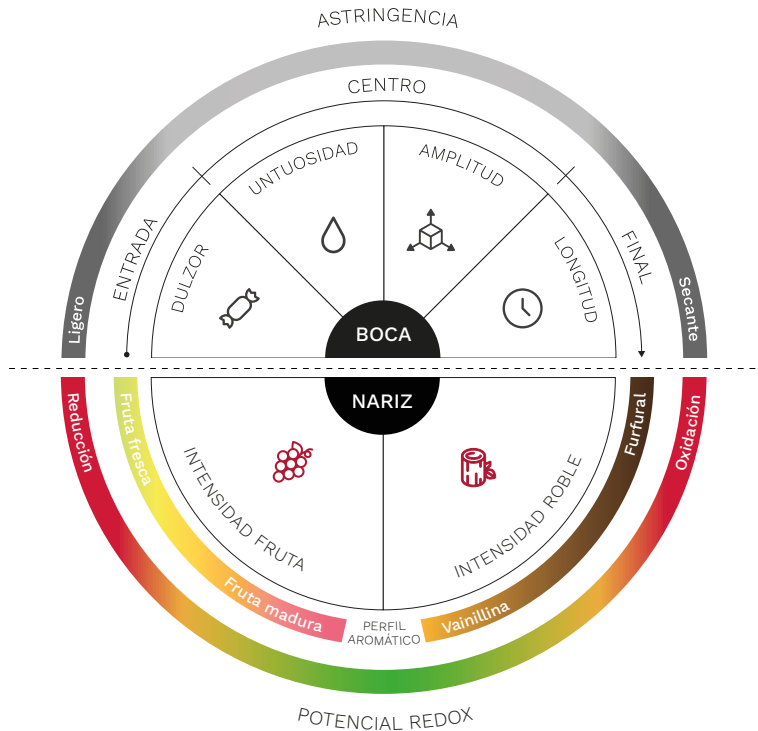 ASTRINGENCIA
CENTRO
UNTUOSIDAD
AMPLITUD
ENTRADA
DULZOR
LONGITUD
FINAL
Ligero
Secante
BOCA
NARIZ
Reducción
Fruta fresca
Furfural
Oxidación
INTENSIDAD FRUTA
INTENSIDAD ROBLE
Fruta madura
Vainillina
PERFIL
AROMÁTICO
POTENCIAL REDOX